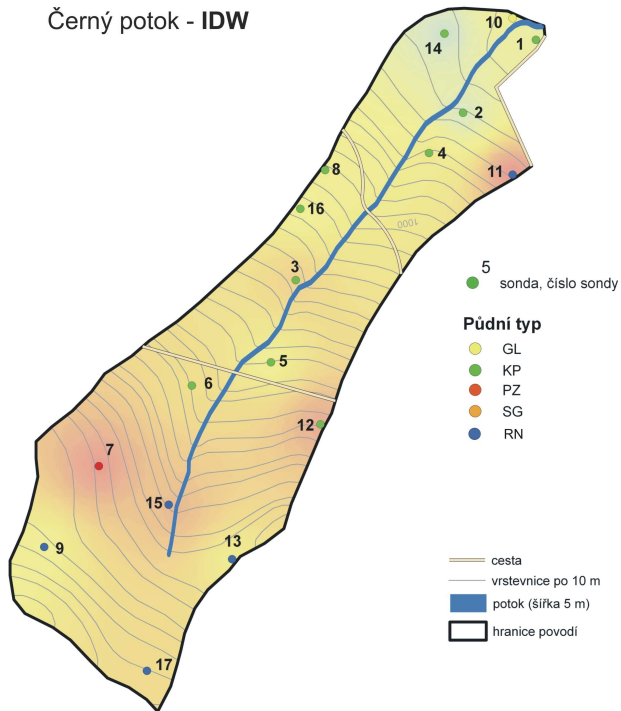 Černý potok - IDW
10
14
1
2
4
8
11
16
1000
3
5
sonda, číslo sondy
Půdní typ
GL
KP
PZ
SG
RN
5
6
12
7
15
9
13
17
cesta
vrstevnice po 10 m
potok (šířka 5 m)
hranice povodí